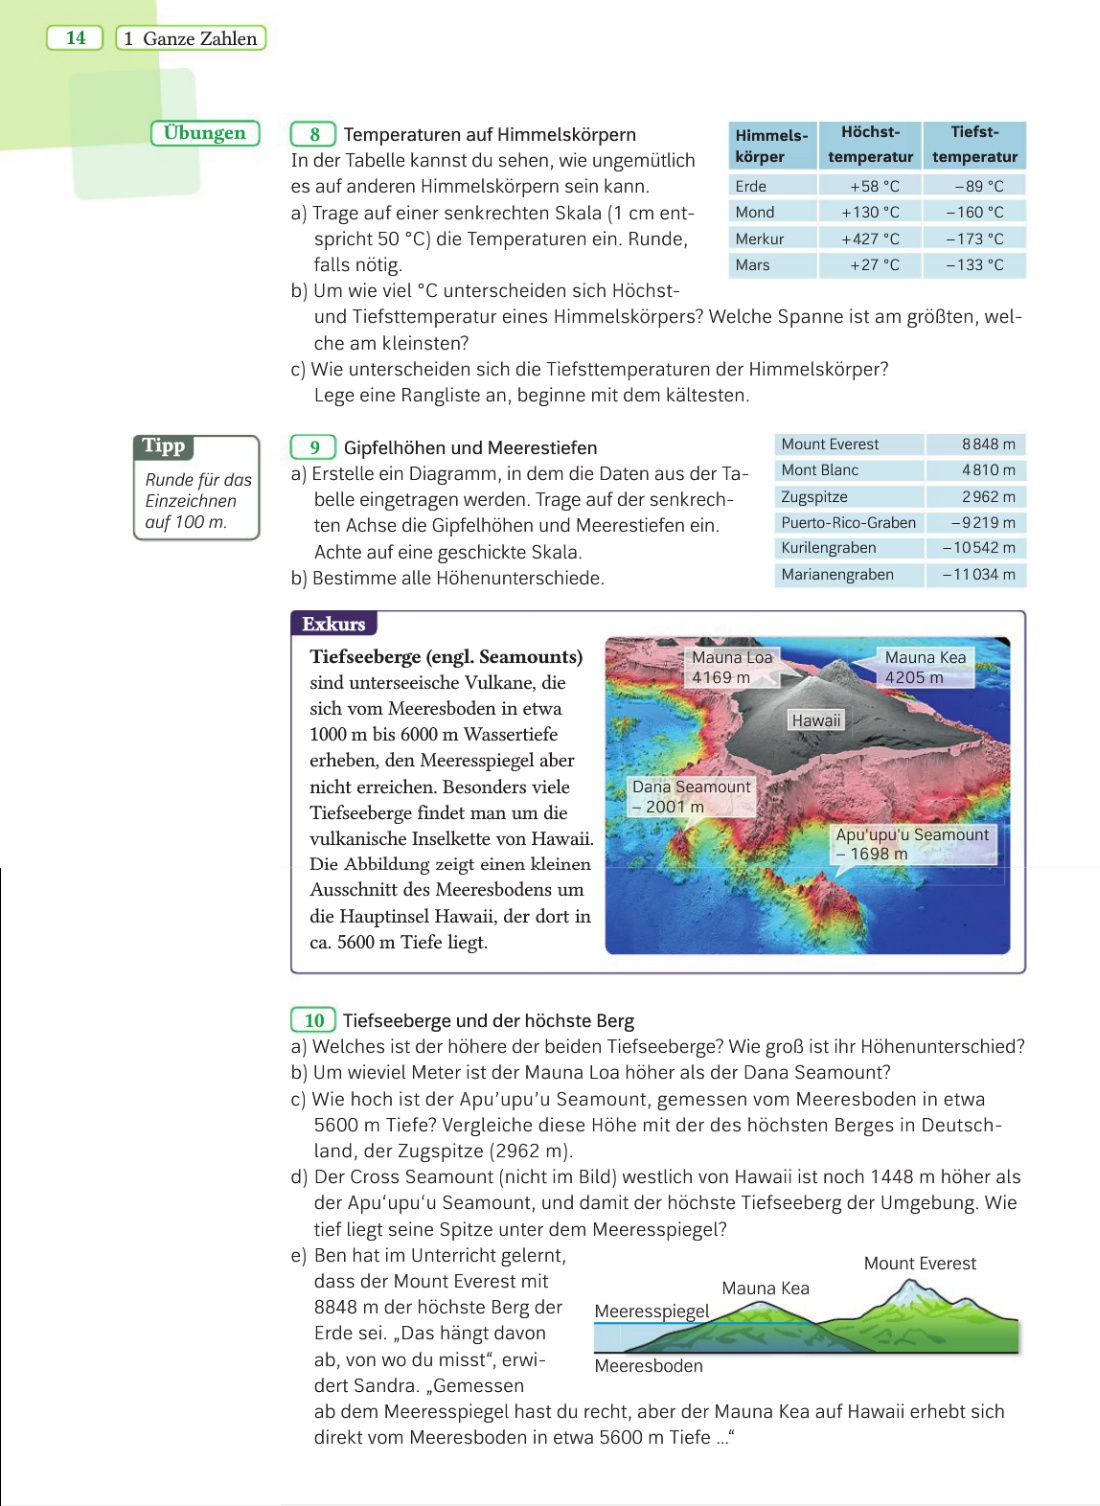 14
1 Ganze Zahlen
Übungen
8 Temperaturen auf Himmelskörpern
In der Tabelle kannst du sehen, wie ungemütlich
es auf anderen Himmelskörpern sein kann.
a) Trage auf einer senkrechten Skala (1 cm ent-
spricht 50 °C) die Temperaturen ein. Runde,
falls nötig.
b) Um wie viel °C unterscheiden sich Höchst-
und Tiefsttemperatur eines Himmelskörpers? Welche Spanne ist am größten, wel-
che am kleinsten?
c) Wie unterscheiden sich die Tiefsttemperaturen der Himmelskörper?
Lege eine Rangliste an, beginne mit dem kältesten.
Himmels- Höchst- Tiefst-
körper temperatur temperatur
Erde +58 °C −89 °C
Mond +130 °C −160 °C
Merkur +427 °C −173 °C
Mars +27 °C −133 °C
Tipp
Runde für das
Einzeichnen
auf 100 m.
9 Gipfelhöhen und Meerestiefen
a) Erstelle ein Diagramm, in dem die Daten aus der Ta-
belle eingetragen werden. Trage auf der senkrech-
ten Achse die Gipfelhöhen und Meerestiefen ein.
Achte auf eine geschickte Skala.
b) Bestimme alle Höhenunterschiede.
Mount Everest 8848 m
Mont Blanc 4810 m
Zugspitze 2962 m
Puerto-Rico-Graben −9219 m
Kurilengraben −10542 m
Marianengraben −11034 m
Exkurs
Tiefseeberge (engl. Seamounts)
sind unterseeische Vulkane, die
sich vom Meeresboden in etwa
1000 m bis 6000 m Wassertiefe
erheben, den Meeresspiegel aber
nicht erreichen. Besonders viele
Tiefseeberge findet man um die
vulkanische Inselkette von Hawaii.
Die Abbildung zeigt einen kleinen
Ausschnitt des Meeresbodens um
die Hauptinsel Hawaii, der dort in
ca. 5600 m Tiefe liegt.
Mauna Loa
4169 m
Mauna Kea
4205 m
Hawaii
Dana Seamount
– 2001 m
Apu'upu'u Seamount
– 1698 m
10 Tiefseeberge und der höchste Berg
a) Welches ist der höhere der beiden Tiefseeberge? Wie groß ist ihr Höhenunterschied?
b) Um wieviel Meter ist der Mauna Loa höher als der Dana Seamount?
c) Wie hoch ist der Apu’upu’u Seamount, gemessen vom Meeresboden in etwa
5600 m Tiefe? Vergleiche diese Höhe mit der des höchsten Berges in Deutsch-
land, der Zugspitze (2962 m).
d) Der Cross Seamount (nicht im Bild) westlich von Hawaii ist noch 1448 m höher als
der Apu‘upu‘u Seamount, und damit der höchste Tiefseeberg der Umgebung. Wie
tief liegt seine Spitze unter dem Meeresspiegel?
e) Ben hat im Unterricht gelernt,
dass der Mount Everest mit
8848 m der höchste Berg der
Erde sei. „Das hängt davon
ab, von wo du misst“, erwi-
dert Sandra. „Gemessen
ab dem Meeresspiegel hast du recht, aber der Mauna Kea auf Hawaii erhebt sich
direkt vom Meeresboden in etwa 5600 m Tiefe ...“
Mount Everest
Mauna Kea
Meeresspiegel
Meeresboden